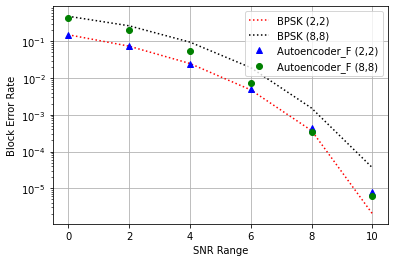 BPSK (2,2)
BPSK (8,8)
Autoencoder_F (2,2)
Autoencoder_F (8,8)
Block Error Rate
10⁻¹
10⁻²
10⁻³
10⁻⁴
10⁻⁵
0 2 4 6 8 10
SNR Range